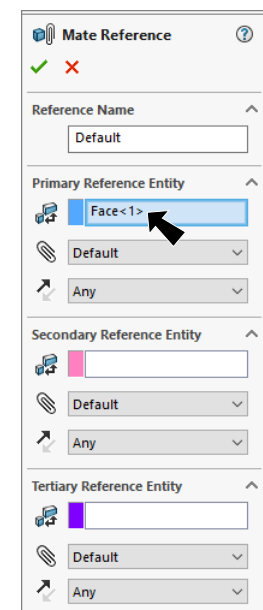 Mate Reference
Reference Name
Default
Primary Reference Entity
Face<1>
Default
Any
Secondary Reference Entity
Default
Any
Tertiary Reference Entity
Default
Any